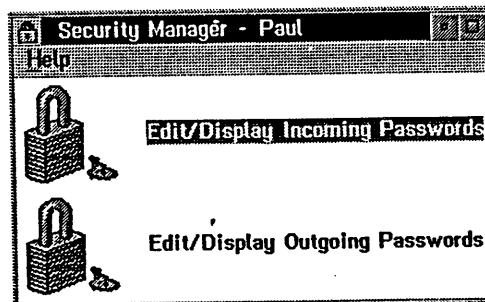 Security Manager - Paul
Help
Edit/Display Incoming Passwords
Edit/Display Outgoing Passwords